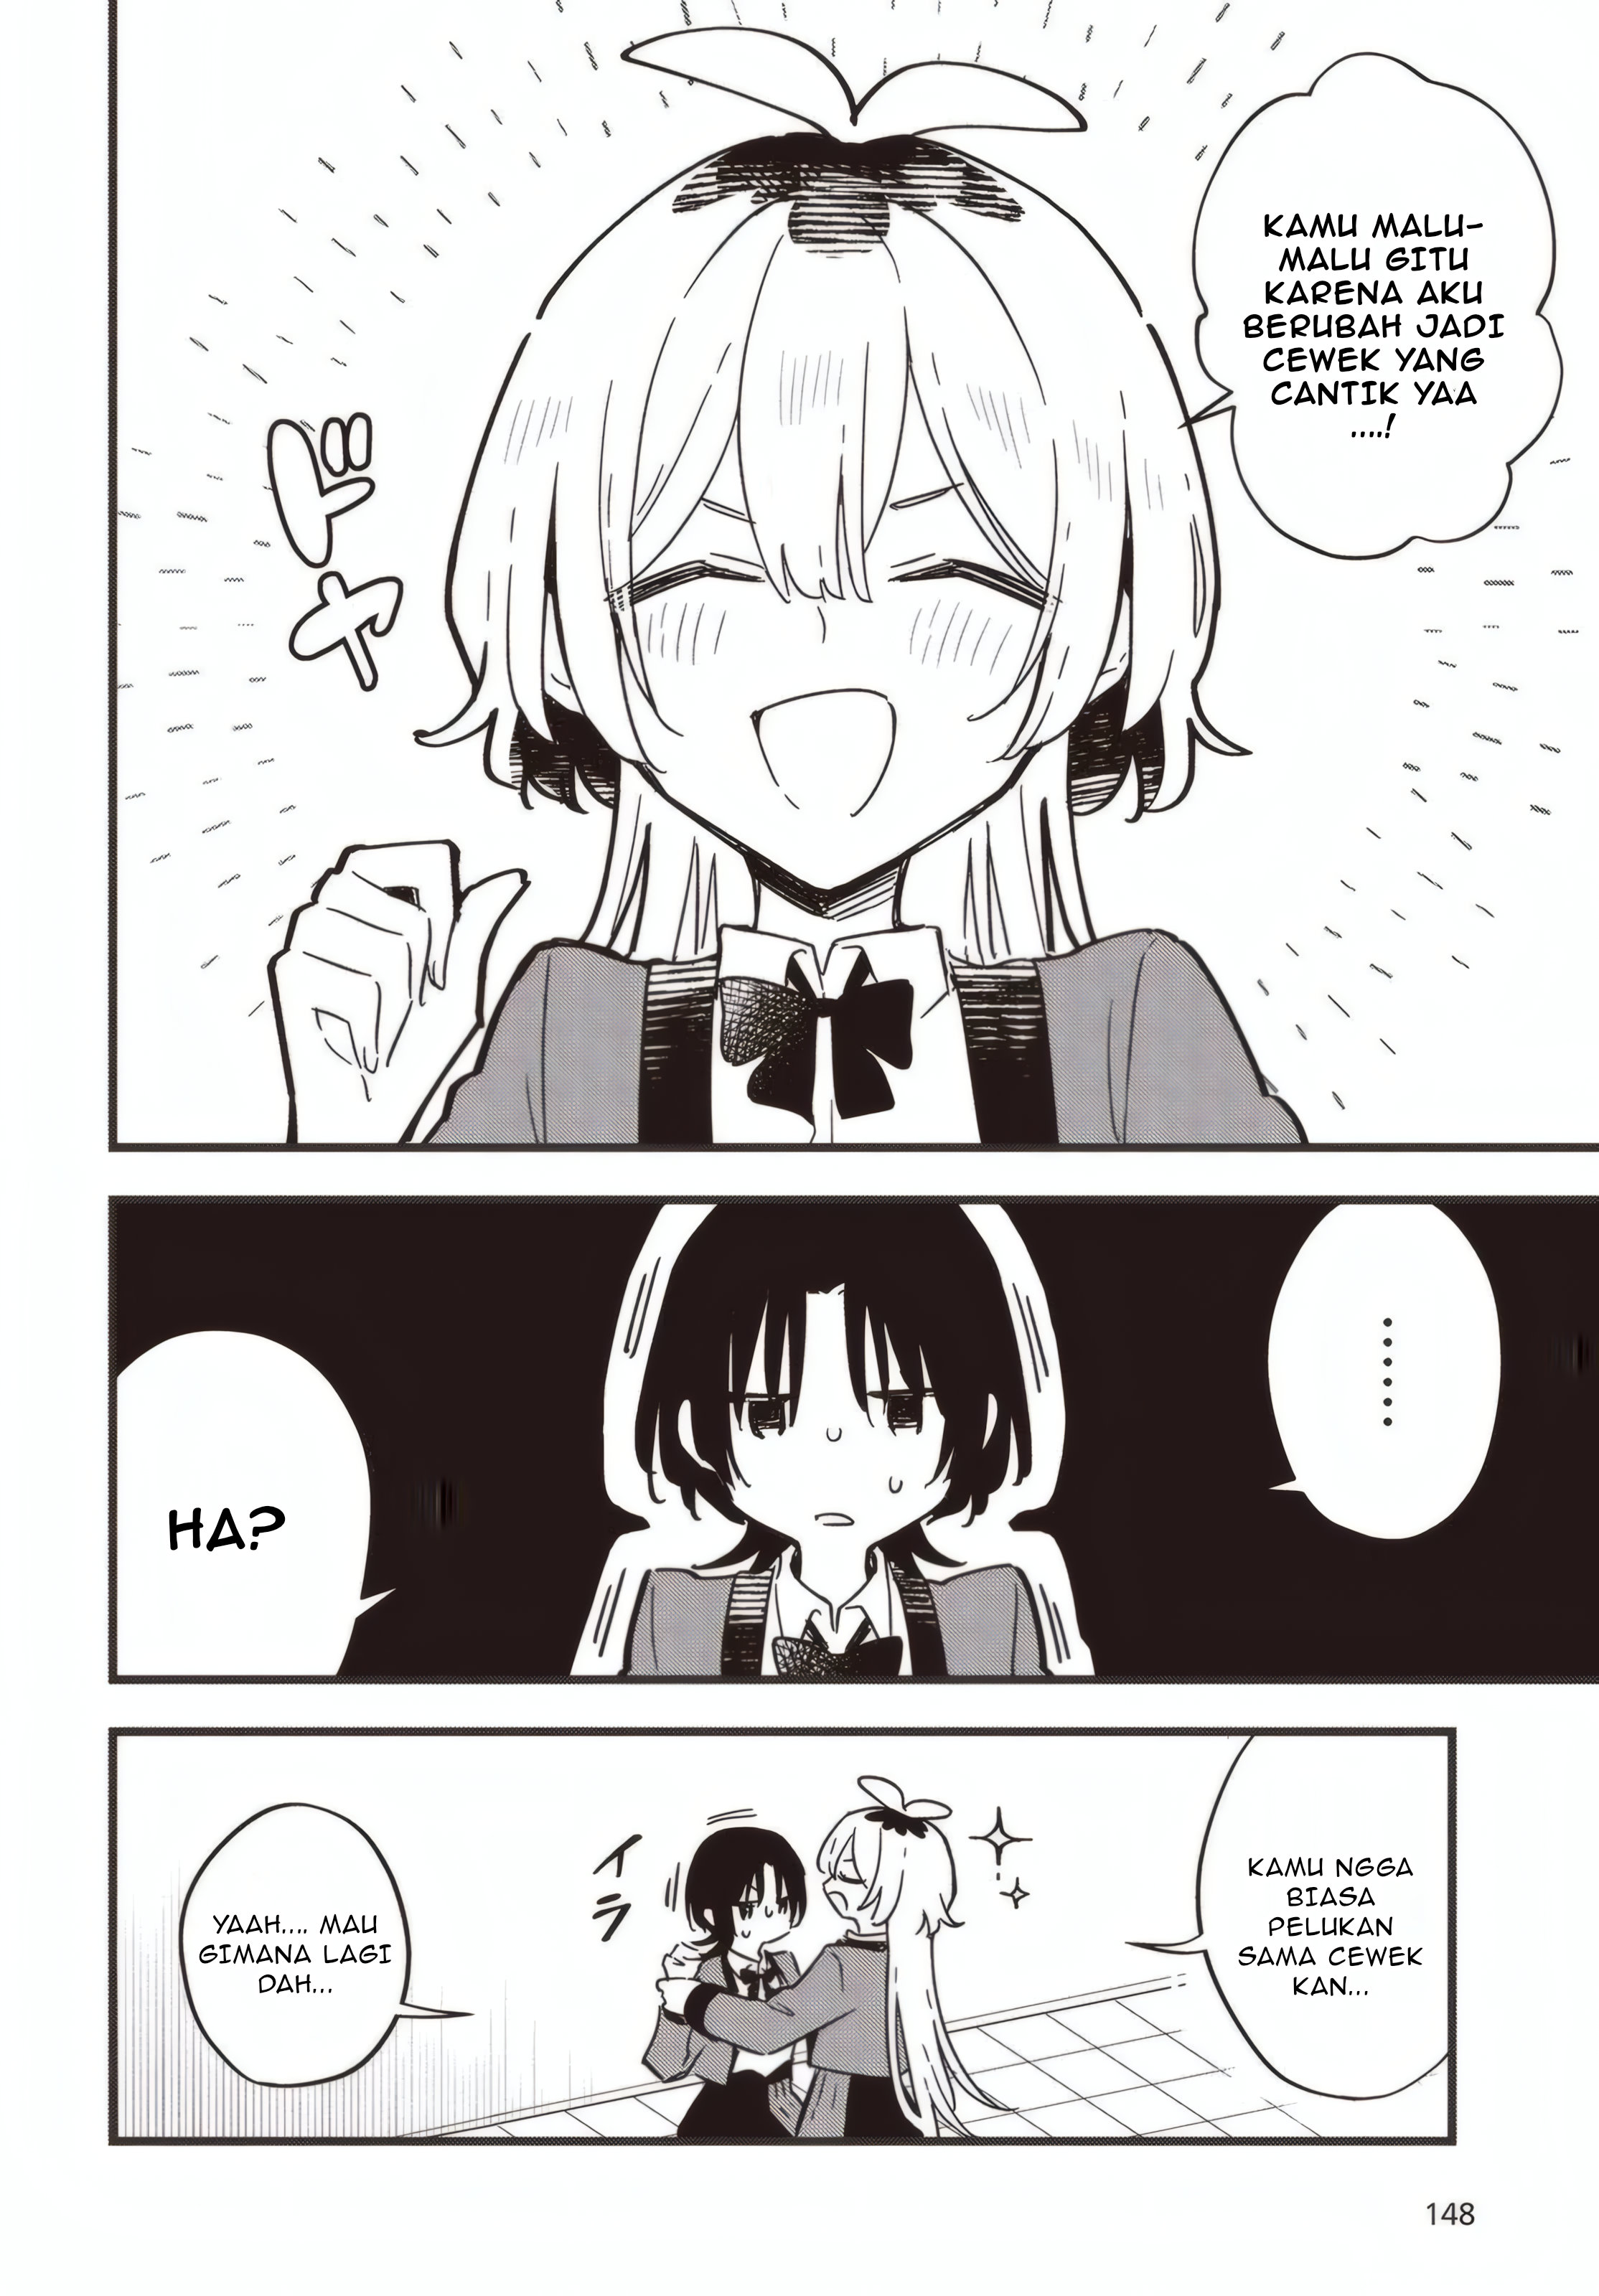 KAMU MALU-
MALU GITU
KARENA AKU
BERUBAH JADI
CEWEK YANG
CANTIK YAA
....!
ドヤ
......
HA?
KAMU NGGA
BIASA
PELUKAN
SAMA CEWEK
KAN...
イラ
YAAH.... MAU
GIMANA LAGI
DAH...
148